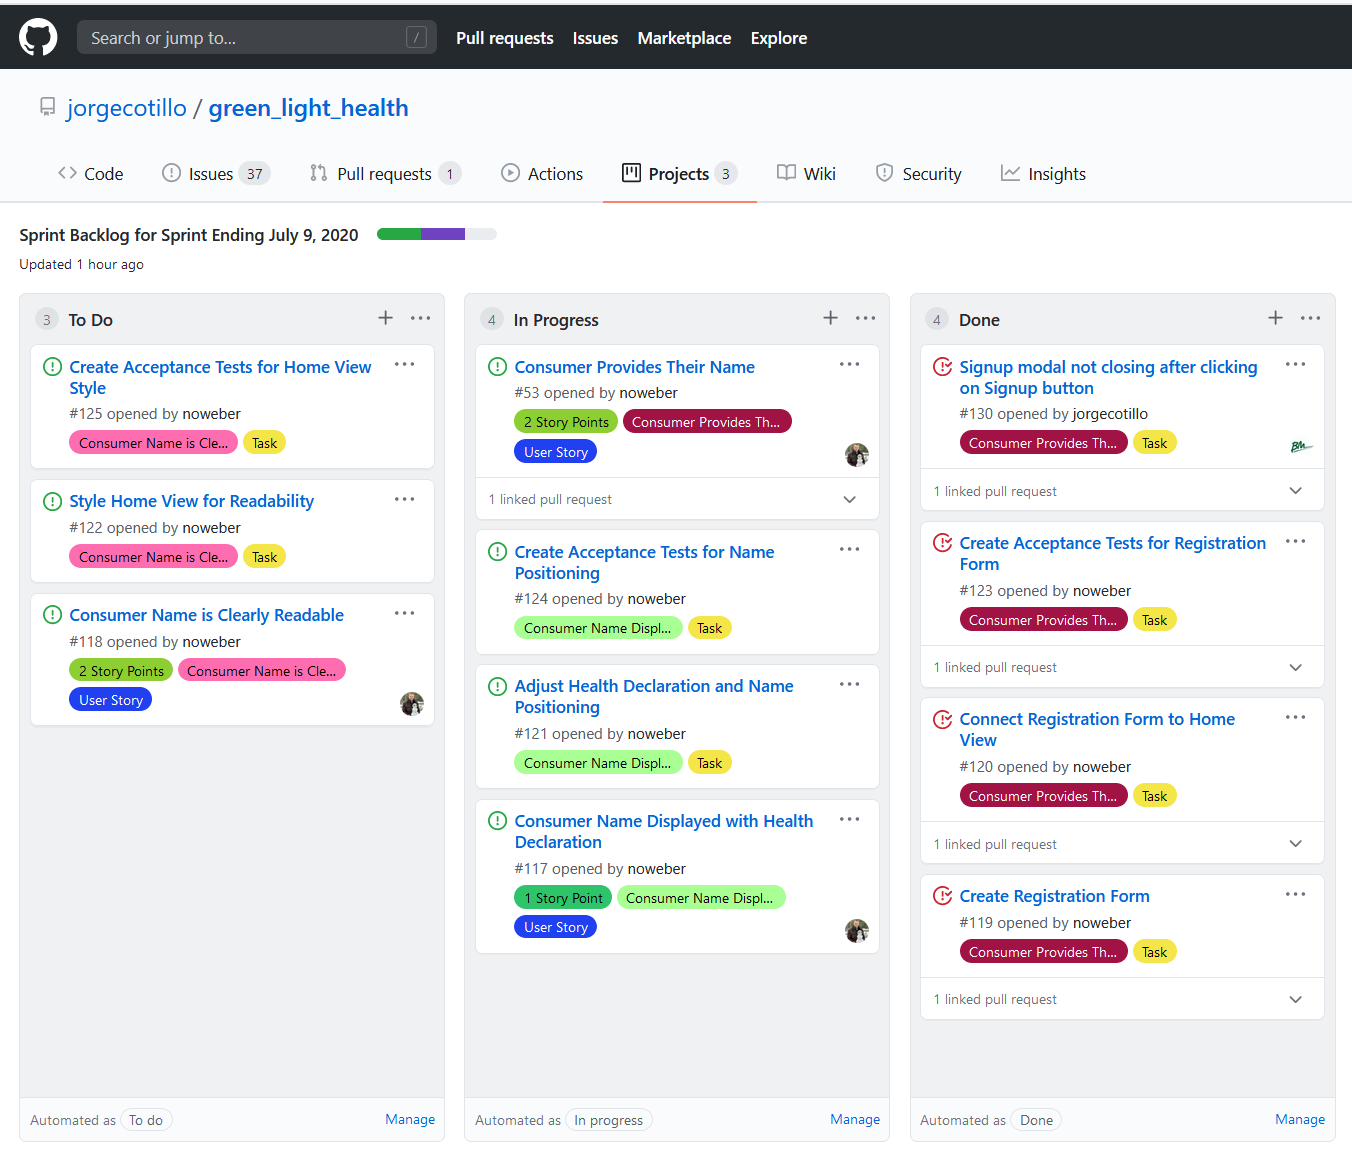 Search or jump to... /
Pull requests Issues Marketplace Explore
jorgecotillo / green_light_health
Code Issues 37 Pull requests 1 Actions Projects 3 Wiki Security Insights
Sprint Backlog for Sprint Ending July 9, 2020
Updated 1 hour ago
3 To Do
Create Acceptance Tests for Home View
Style
#125 opened by noweber
Consumer Name is Cle... Task
Style Home View for Readability
#122 opened by noweber
Consumer Name is Cle... Task
Consumer Name is Clearly Readable
#118 opened by noweber
2 Story Points Consumer Name is Cle...
User Story
Automated as To do Manage
4 In Progress
Consumer Provides Their Name
#53 opened by noweber
2 Story Points Consumer Provides Th...
User Story
1 linked pull request
Create Acceptance Tests for Name
Positioning
#124 opened by noweber
Consumer Name Displ... Task
Adjust Health Declaration and Name
Positioning
#121 opened by noweber
Consumer Name Displ... Task
Consumer Name Displayed with Health
Declaration
#117 opened by noweber
1 Story Point Consumer Name Displ...
User Story
Automated as In progress Manage
4 Done
Signup modal not closing after clicking
on Signup button
#130 opened by jorgecotillo
Consumer Provides Th... Task
1 linked pull request
Create Acceptance Tests for Registration
Form
#123 opened by noweber
Consumer Provides Th... Task
1 linked pull request
Connect Registration Form to Home
View
#120 opened by noweber
Consumer Provides Th... Task
1 linked pull request
Create Registration Form
#119 opened by noweber
Consumer Provides Th... Task
1 linked pull request
Automated as Done Manage